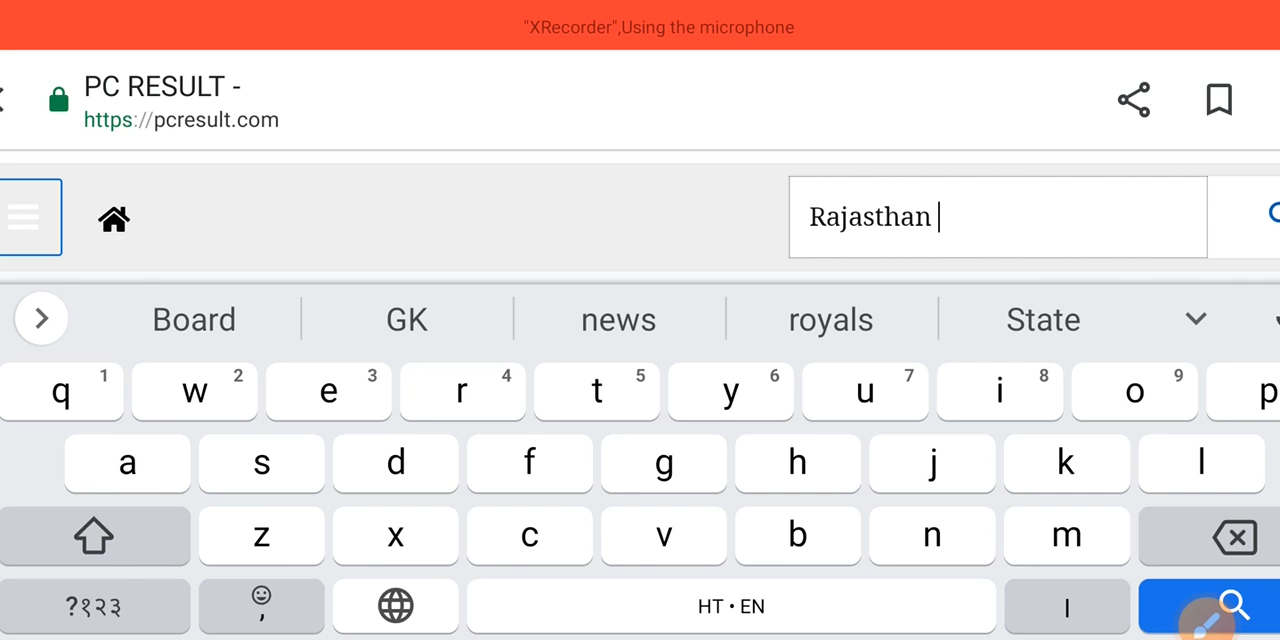 "XRecorder",Using the microphone
PC RESULT -
https://pcresult.com
Rajasthan
Board GK news royals State
q 1 w 2 e 3 r 4 t 5 y 6 u 7 i 8 o 9 p
a s d f g h j k l
z x c v b n m
?१२३ , HT • EN ।